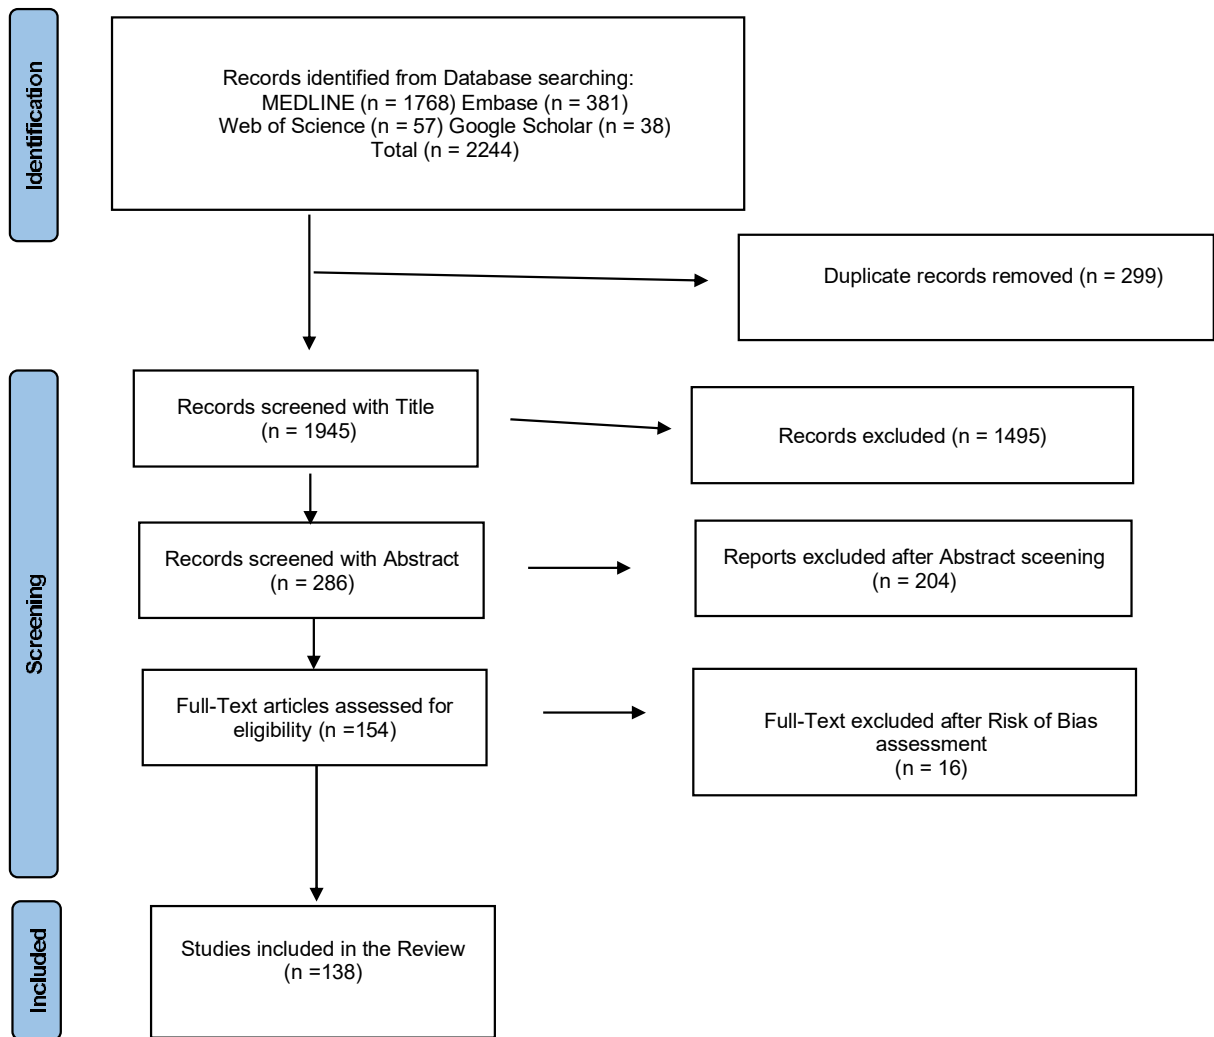 Identification
Records identified from Database searching:
MEDLINE (n = 1768) Embase (n = 381)
Web of Science (n = 57) Google Scholar (n = 38)
Total (n = 2244)
Duplicate records removed (n = 299)
Screening
Records screened with Title
(n = 1945)
Records excluded (n = 1495)
Records screened with Abstract
(n = 286)
Reports excluded after Abstract sceening
(n = 204)
Full-Text articles assessed for
eligibility (n =154)
Full-Text excluded after Risk of Bias
assessment
(n = 16)
Included
Studies included in the Review
(n =138)